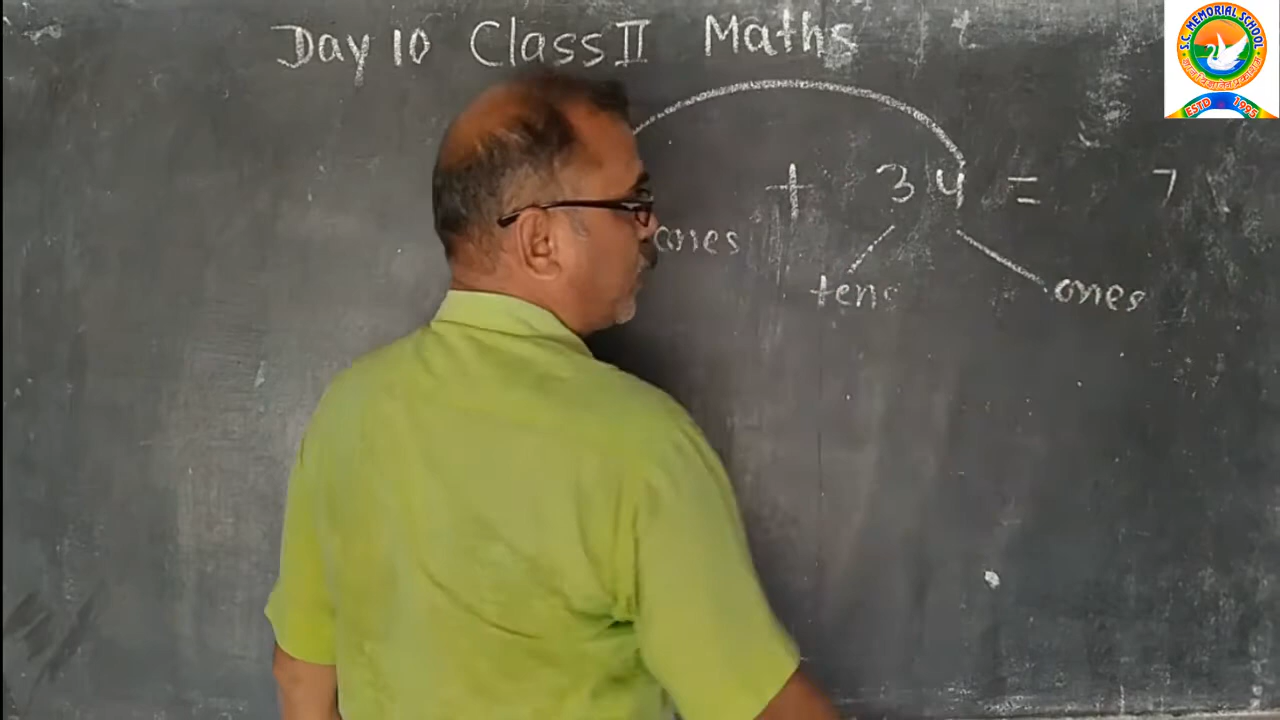 Day 10 Class II Maths
+ 34 = 7
ones
tens ones
S.C. MEMORIAL SCHOOL
ESTD 1995